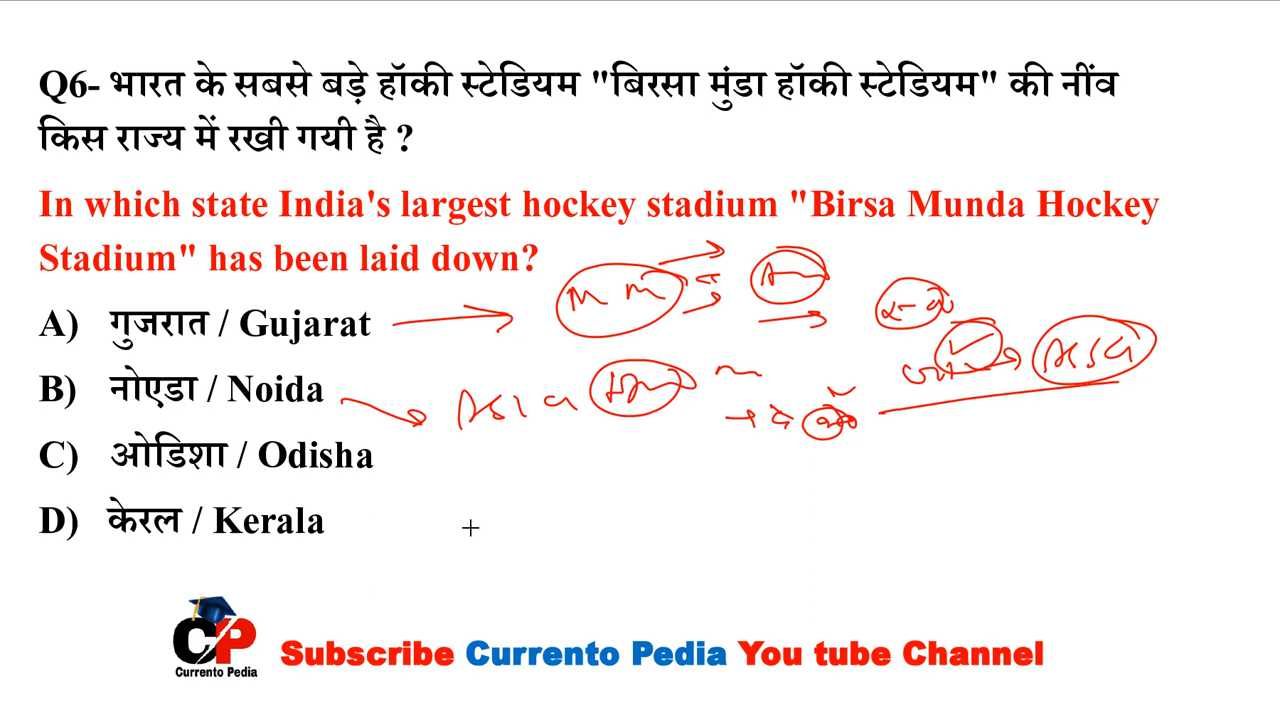 Q6- भारत के सबसे बड़े हॉकी स्टेडियम "बिरसा मुंडा हॉकी स्टेडियम" की नींव
किस राज्य में रखी गयी है ?
In which state India's largest hockey stadium "Birsa Munda Hockey
Stadium" has been laid down?
A) गुजरात / Gujarat
B) नोएडा / Noida
C) ओडिशा / Odisha
D) केरल / Kerala
CP
Currento Pedia
Subscribe Currento Pedia You tube Channel